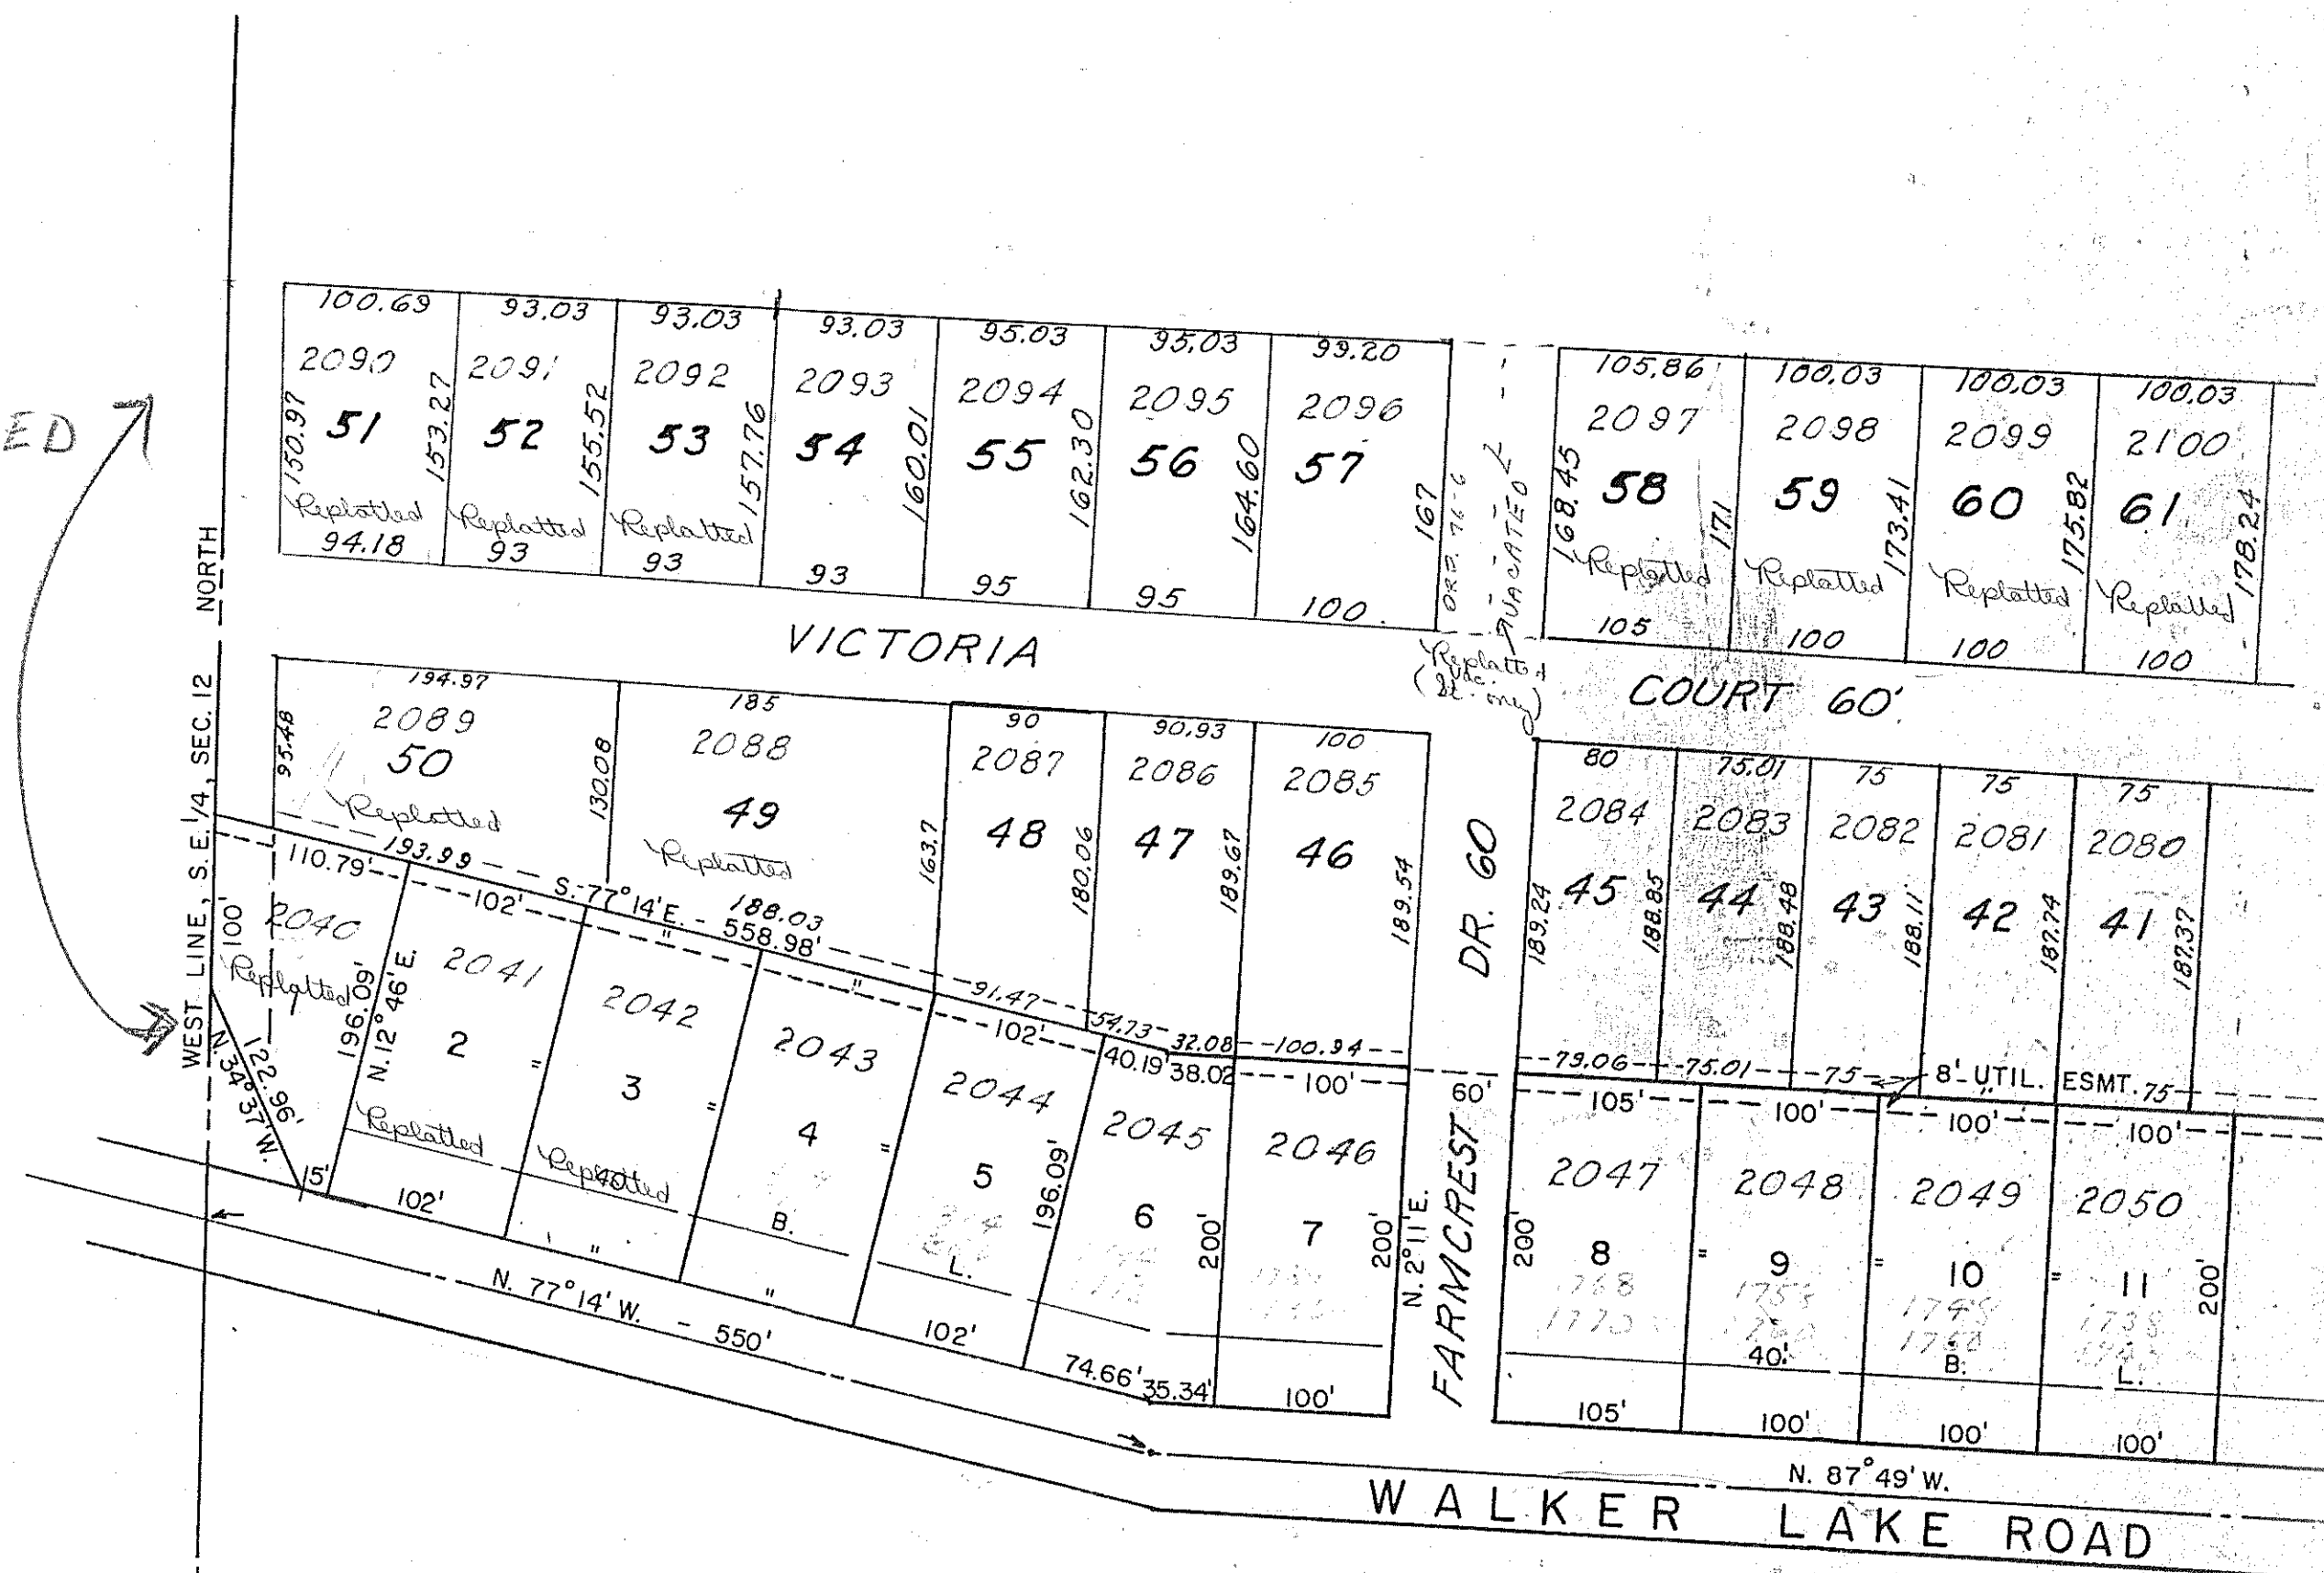 ED
WEST LINE, S. E. 1/4, SEC. 12 NORTH
100.69 93.03 93.03 93.03 95.03 95.03 99.20
2090 2091 2092 2093 2094 2095 2096
150.97 153.27 155.52 157.76 160.01 162.30 164.60 167
51 52 53 54 55 56 57
Replatted Replatted Replatted
94.18 93 93 93 95 95 100
ORD. 76-6
VACATED
Replatted
105.86 100.03 100.03 100.03
2097 2098 2099 2100
168.45 171 173.41 175.82 178.24
58 59 60 61
Replatted Replatted Replatted Replatted
105 100 100 100
VICTORIA COURT 60'
194.97 185 90 90.93 100
2089 2088 2087 2086 2085
95.48 130.08 163.7 180.06 189.67 189.54
50 49 48 47 46
Replatted Replatted
193.99 188.03 91.47 54.73 32.08 100.94
80 75.01 75 75 75
2084 2083 2082 2081 2080
189.24 188.85 188.48 188.11 187.74 187.37
45 44 43 42 41
79.06 75.01 75 75
8' UTIL. ESMT.
S. 77°14' E. - 558.98'
110.79' 102' " " 102' 40.19' 38.02 100' 60' 105' 100' 100' 100'
100' 2040 2041 2042 2043 2044 2045 2046 2047 2048 2049 2050
Replatted
196.09' N. 12°46' E.
2 = 3 = 4 = 5 196.09' 6 200' 7 200' N. 2°11' E.
200' 8 = 9 = 10 = 11 200'
N. 34°37' W.
122.96'
Replatted Replatted
40' B. L.
1768 1758 1748 1738
1770
40' B. L.
15' 102' " " 102' 74.66' 35.34' 100' 105' 100' 100' 100'
FARMCREST DR. 60
N. 77°14' W. - 550'
N. 87°49' W.
WALKER LAKE ROAD